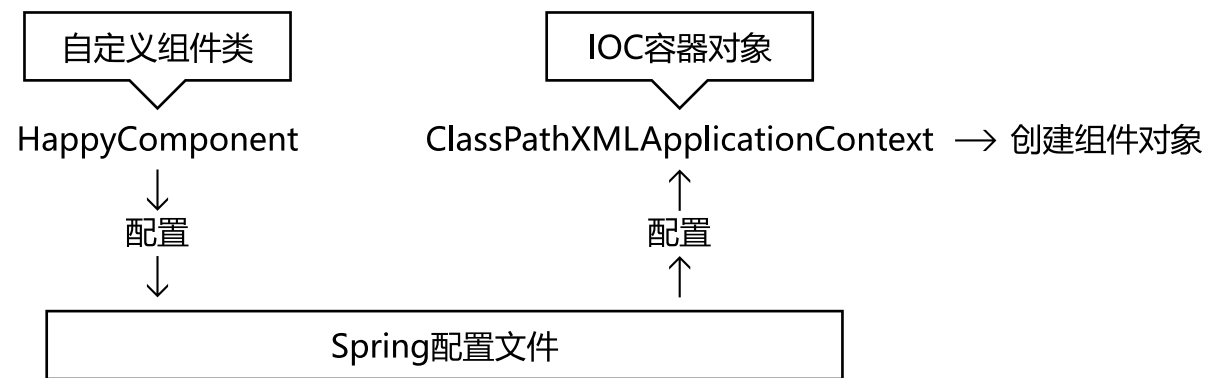 自定义组件类
IOC容器对象
HappyComponent
ClassPathXMLApplicationContext → 创建组件对象
配置
配置
Spring配置文件